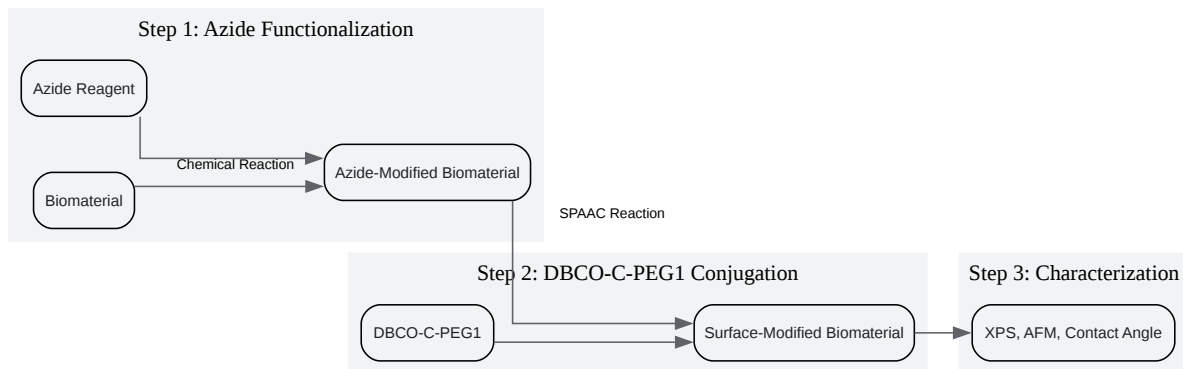 Step 1: Azide Functionalization
Azide Reagent
Chemical Reaction
Azide-Modified Biomaterial
Biomaterial
SPAAC Reaction
Step 2: DBCO-C-PEG1 Conjugation
DBCO-C-PEG1
Surface-Modified Biomaterial
Step 3: Characterization
XPS, AFM, Contact Angle